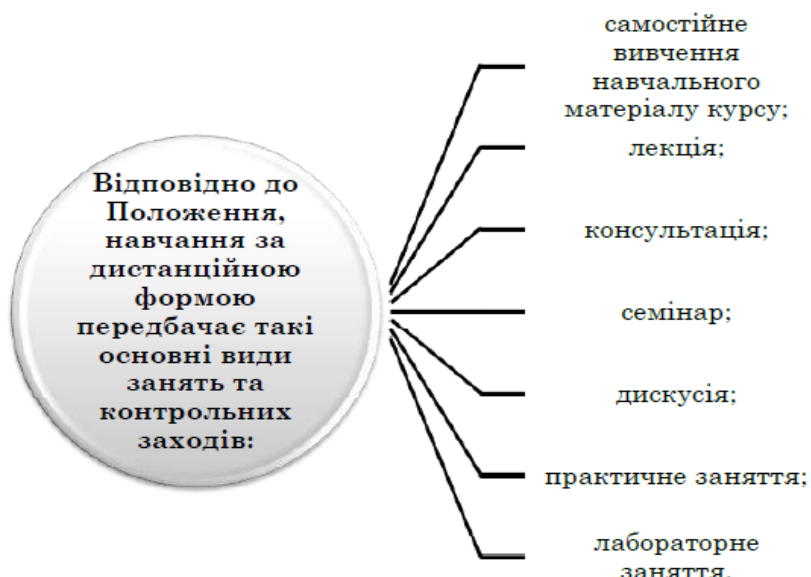 Відповідно до
Положення,
навчання за
дистанційною
формою
передбачає такі
основні види
занять та
контрольних
заходів:
самостійне
вивчення
навчального
матеріалу курсу;
лекція;
консультація;
семінар;
дискусія;
практичне заняття;
лабораторне
заняття.